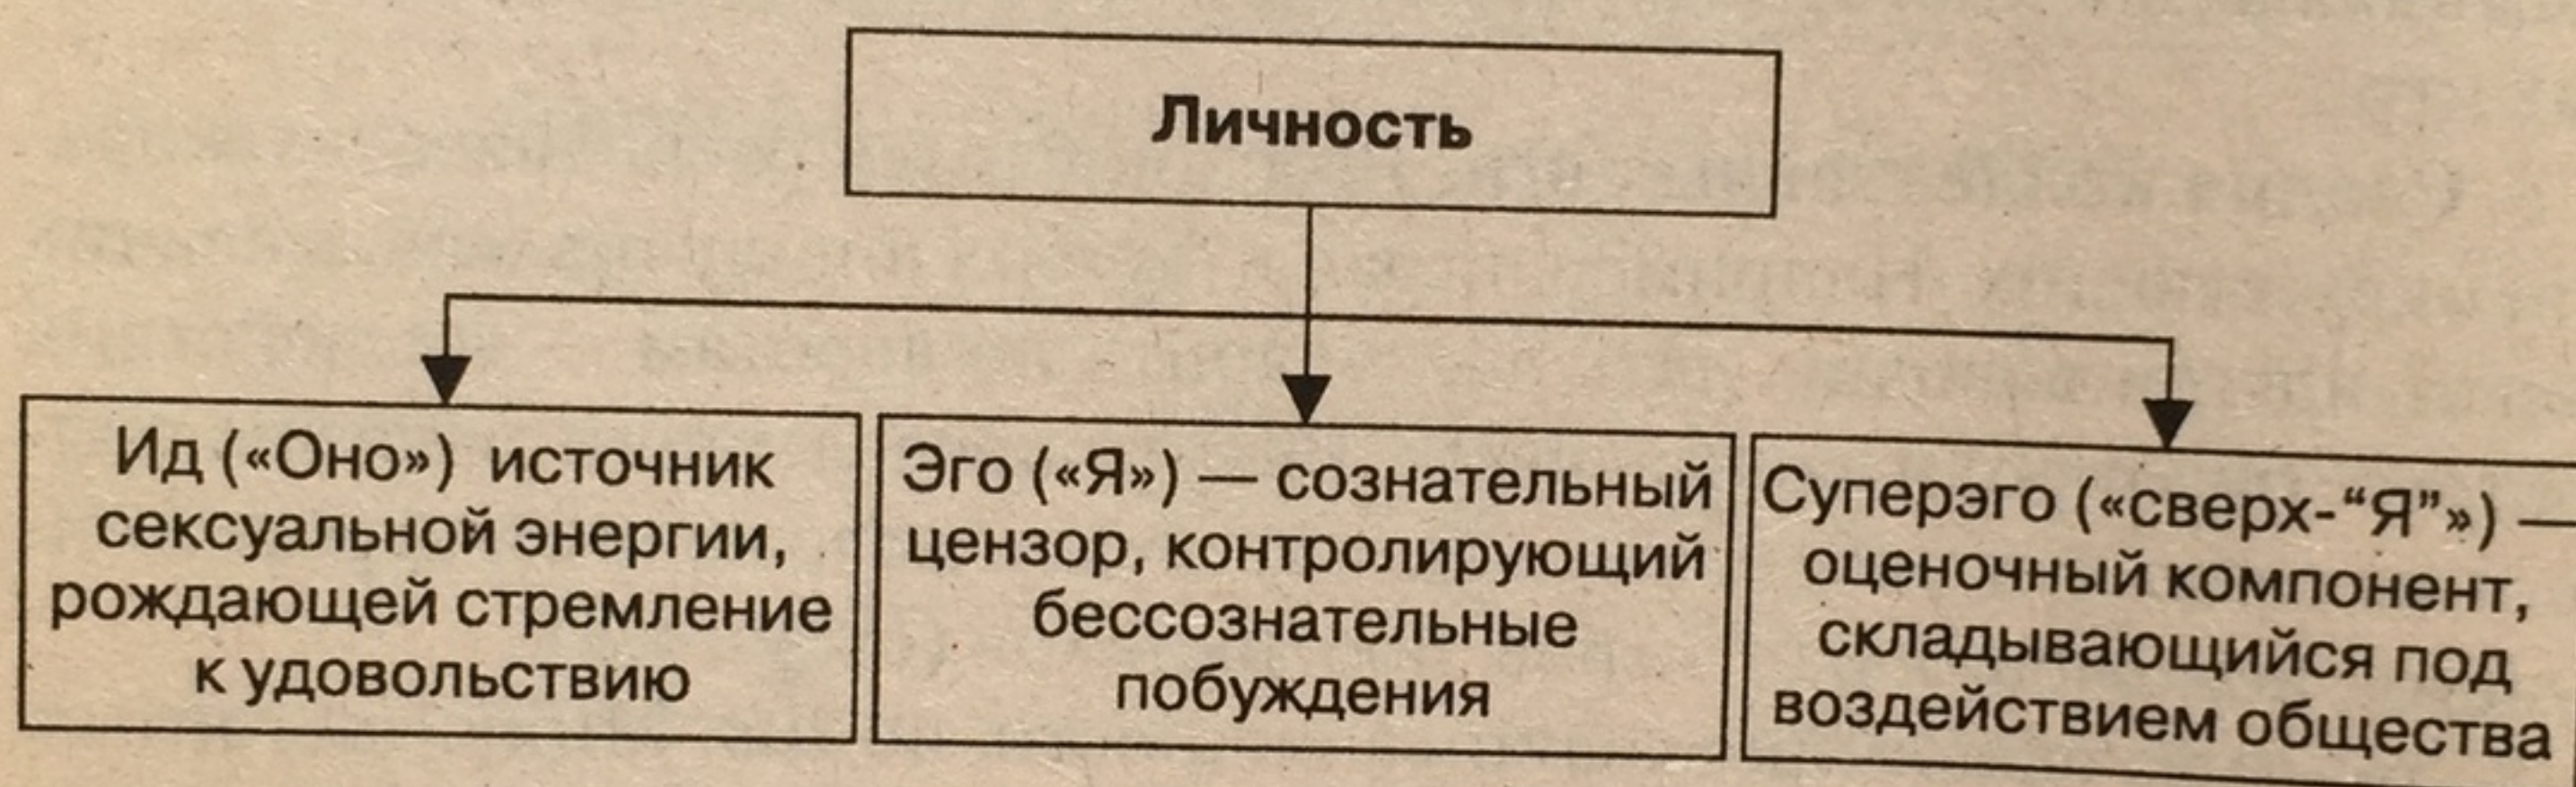 Личность
Ид («Оно») источник
сексуальной энергии,
рождающей стремление
к удовольствию
Эго («Я») — сознательный
цензор, контролирующий
бессознательные
побуждения
Суперэго («сверх-“Я”») —
оценочный компонент,
складывающийся под
воздействием общества